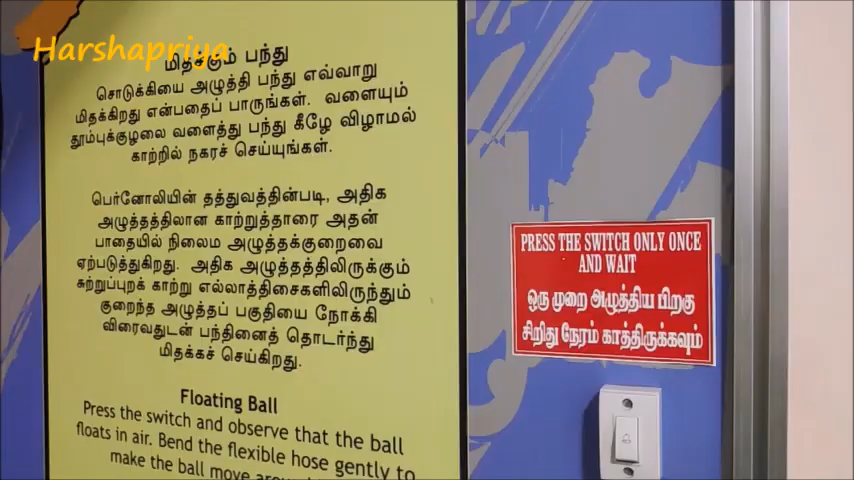 Harshapriya
மிதக்கும் பந்து
சொடுக்கியை அழுத்தி பந்து எவ்வாறு
மிதக்கிறது என்பதைப் பாருங்கள். வளையும்
தூம்புக்குழலை வளைத்து பந்து கீழே விழாமல்
காற்றில் நகரச் செய்யுங்கள்.
பெர்னோலியின் தத்துவத்தின்படி, அதிக
அழுத்தத்திலான காற்றுத்தாரை அதன்
பாதையில் நிலைம அழுத்தக்குறைவை
ஏற்படுத்துகிறது. அதிக அழுத்தத்திலிருக்கும்
சுற்றுப்புறக் காற்று எல்லாத்திசைகளிலிருந்தும்
குறைந்த அழுத்தப் பகுதியை நோக்கி
விரைவதுடன் பந்தினைத் தொடர்ந்து
மிதக்கச் செய்கிறது.
Floating Ball
Press the switch and observe that the ball
floats in air. Bend the flexible hose gently to
make the ball move
PRESS THE SWITCH ONLY ONCE
AND WAIT
ஒரு முறை அழுத்திய பிறகு
சிறிது நேரம் காத்திருக்கவும்